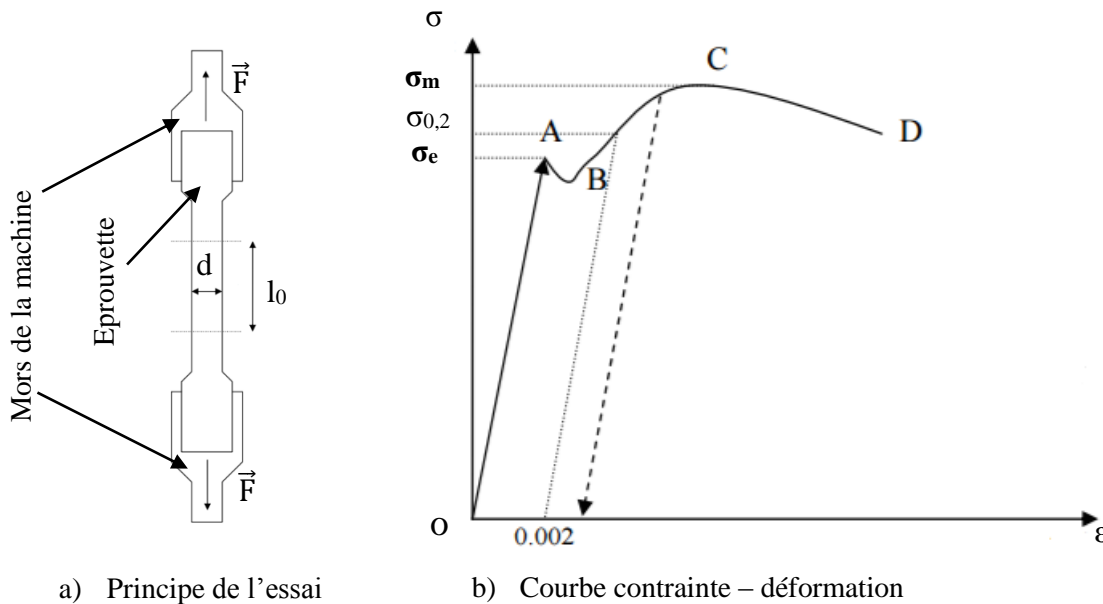 F
Mors de la machine
Eprouvette
d
l₀
F
a) Principe de l’essai
σ
σm
σ0,2
σe
A
B
C
D
O
0.002
ε
b) Courbe contrainte – déformation